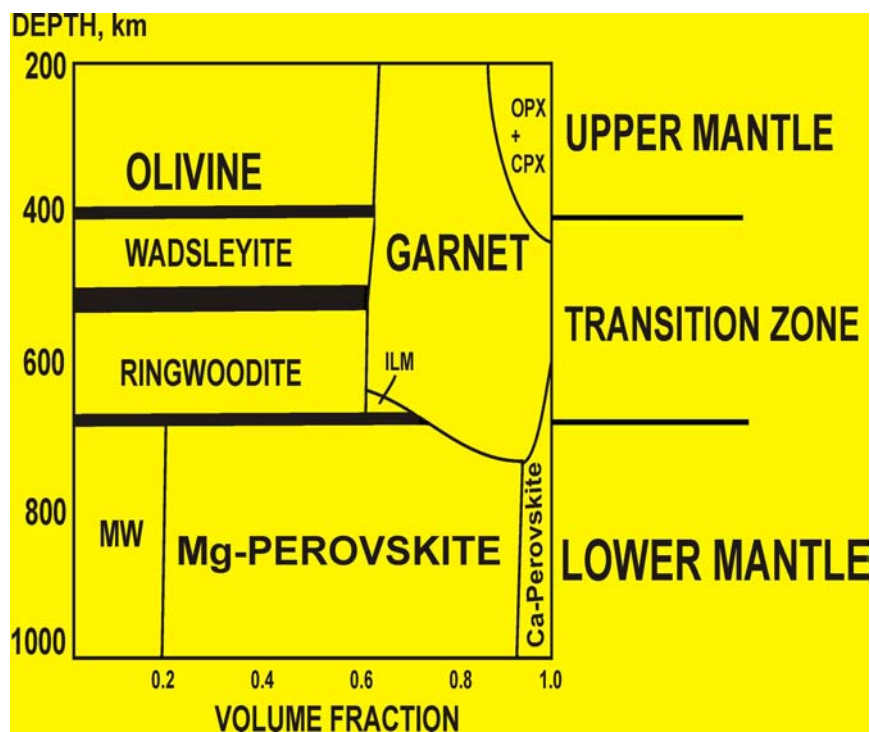 DEPTH, km
200
OPX
+
CPX
UPPER MANTLE
OLIVINE
400
WADSLEYITE
GARNET
TRANSITION ZONE
600
RINGWOODITE
ILM
800
MW
Mg-PEROVSKITE
Ca-Perovskite
LOWER MANTLE
1000
0.2 0.4 0.6 0.8 1.0
VOLUME FRACTION